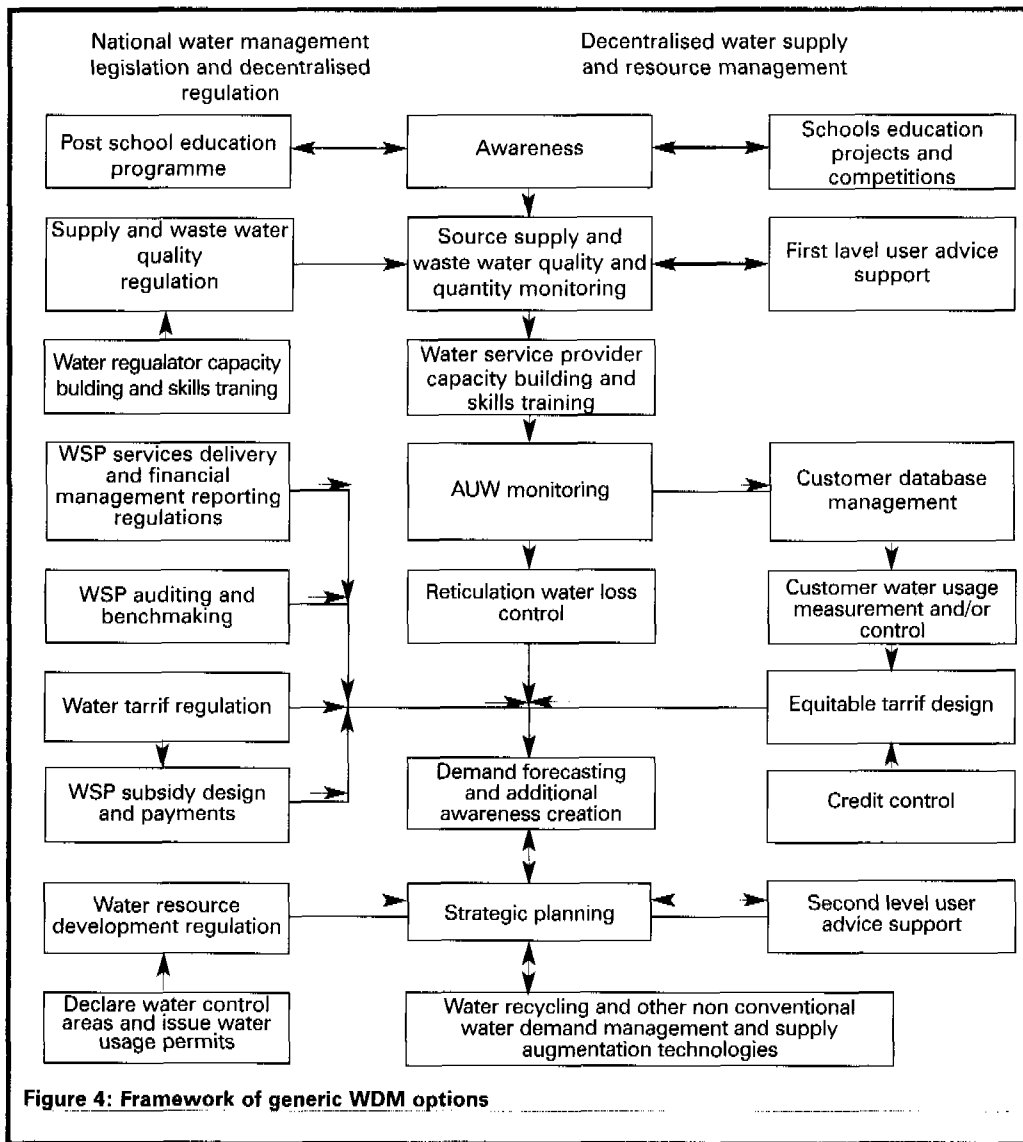 National water management
legislation and decentralised
regulation
Decentralised water supply
and resource management
Post school education
programme
Awareness
Schools education
projects and
competitions
Supply and waste water
quality
regulation
Source supply and
waste water quality and
quantity monitoring
First level user advice
support
Water regualator capacity
bulding and skills traning
Water service provider
capacity building and
skills training
WSP services delivery
and financial
management reporting
regulations
AUW monitoring
Customer database
management
WSP auditing and
benchmaking
Reticulation water loss
control
Customer water usage
measurement and/or
control
Water tarrif regulation
Equitable tarrif design
WSP subsidy design
and payments
Demand forecasting
and additional
awareness creation
Credit control
Water resource
development regulation
Strategic planning
Second level user
advice support
Declare water control
areas and issue water
usage permits
Water recycling and other non conventional
water demand management and supply
augmentation technologies
Figure 4: Framework of generic WDM options